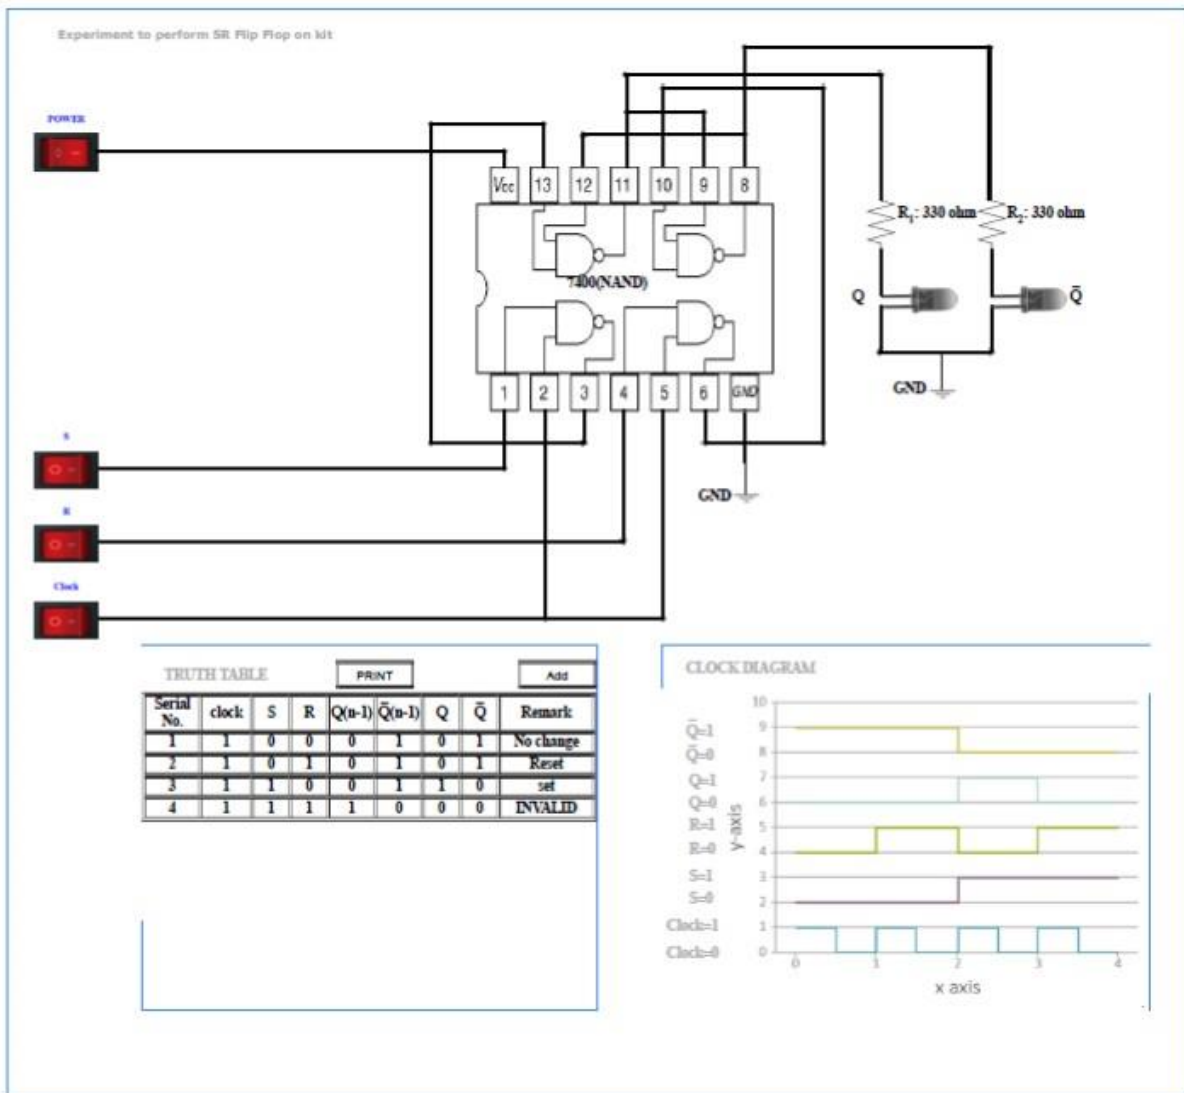 Experiment to perform SR Flip Flop on kit
POWER
Vcc 13 12 11 10 9 8
R1: 330 ohm
R2: 330 ohm
7400(NAND)
Q
Q̄
1 2 3 4 5 6 GND
GND
GND
S
R
Clock
TRUTH TABLE
PRINT
Add
Serial No. clock S R Q(n-1) Q̄(n-1) Q Q̄ Remark
1 1 0 0 0 1 0 1 No change
2 1 0 1 0 1 0 1 Reset
3 1 1 0 0 1 1 0 set
4 1 1 1 1 0 0 0 INVALID
CLOCK DIAGRAM
10
Q̄=1 9
Q̄=0 8
Q=1 7
Q=0 6
R=1 5
R=0 4
S=1 3
S=0 2
Clock=1 1
Clock=0 0
y-axis
0 1 2 3 4
x axis